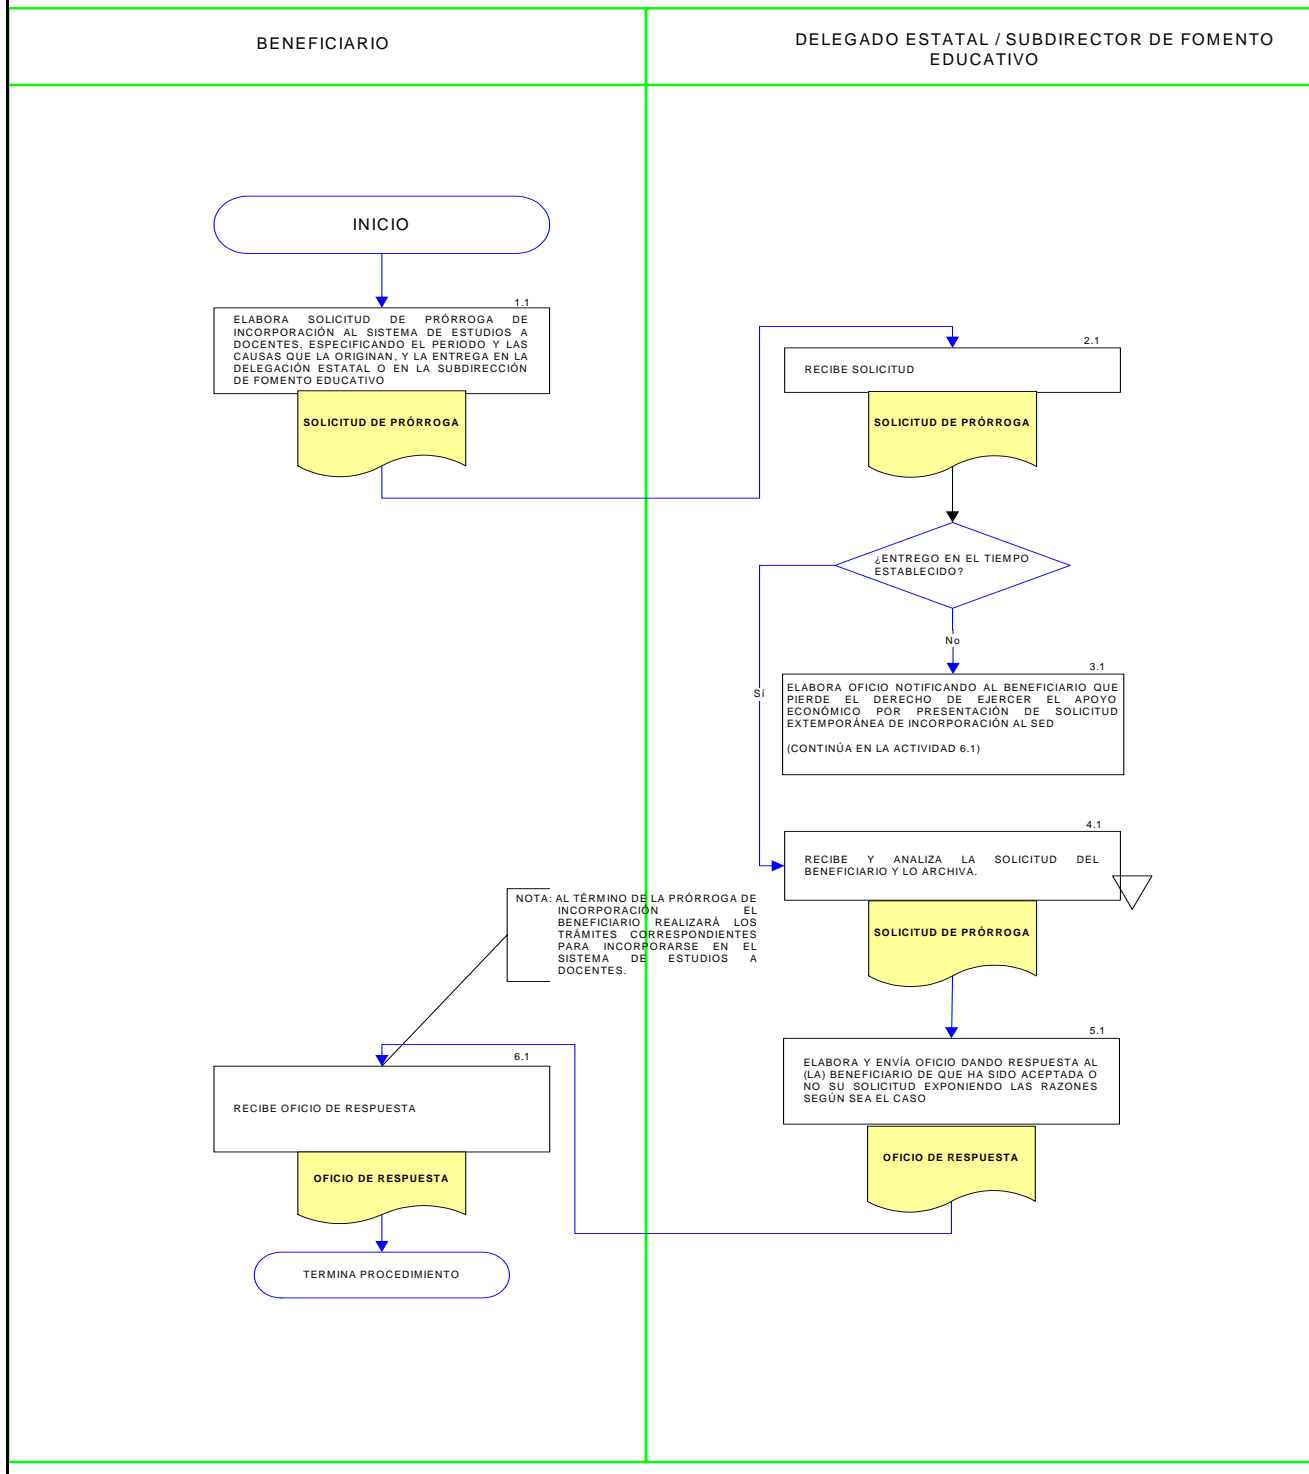 BENEFICIARIO
DELEGADO ESTATAL / SUBDIRECTOR DE FOMENTO
EDUCATIVO
INICIO
1.1
ELABORA SOLICITUD DE PRÓRROGA DE
INCORPORACIÓN AL SISTEMA DE ESTUDIOS A
DOCENTES, ESPECIFICANDO EL PERIODO Y LAS
CAUSAS QUE LA ORIGINAN, Y LA ENTREGA EN LA
DELEGACIÓN ESTATAL O EN LA SUBDIRECCIÓN
DE FOMENTO EDUCATIVO
SOLICITUD DE PRÓRROGA
2.1
RECIBE SOLICITUD
SOLICITUD DE PRÓRROGA
¿ENTREGO EN EL TIEMPO
ESTABLECIDO?
No
Sí
3.1
ELABORA OFICIO NOTIFICANDO AL BENEFICIARIO QUE
PIERDE EL DERECHO DE EJERCER EL APOYO
ECONÓMICO POR PRESENTACIÓN DE SOLICITUD
EXTEMPORÁNEA DE INCORPORACIÓN AL SED
(CONTINÚA EN LA ACTIVIDAD 6.1)
4.1
RECIBE Y ANALIZA LA SOLICITUD DEL
BENEFICIARIO Y LO ARCHIVA.
SOLICITUD DE PRÓRROGA
NOTA: AL TÉRMINO DE LA PRÓRROGA DE
INCORPORACIÓN EL
BENEFICIARIO REALIZARÁ LOS
TRÁMITES CORRESPONDIENTES
PARA INCORPORARSE EN EL
SISTEMA DE ESTUDIOS A
DOCENTES.
5.1
ELABORA Y ENVÍA OFICIO DANDO RESPUESTA AL
(LA) BENEFICIARIO DE QUE HA SIDO ACEPTADA O
NO SU SOLICITUD EXPONIENDO LAS RAZONES
SEGÚN SEA EL CASO
OFICIO DE RESPUESTA
6.1
RECIBE OFICIO DE RESPUESTA
OFICIO DE RESPUESTA
TERMINA PROCEDIMIENTO